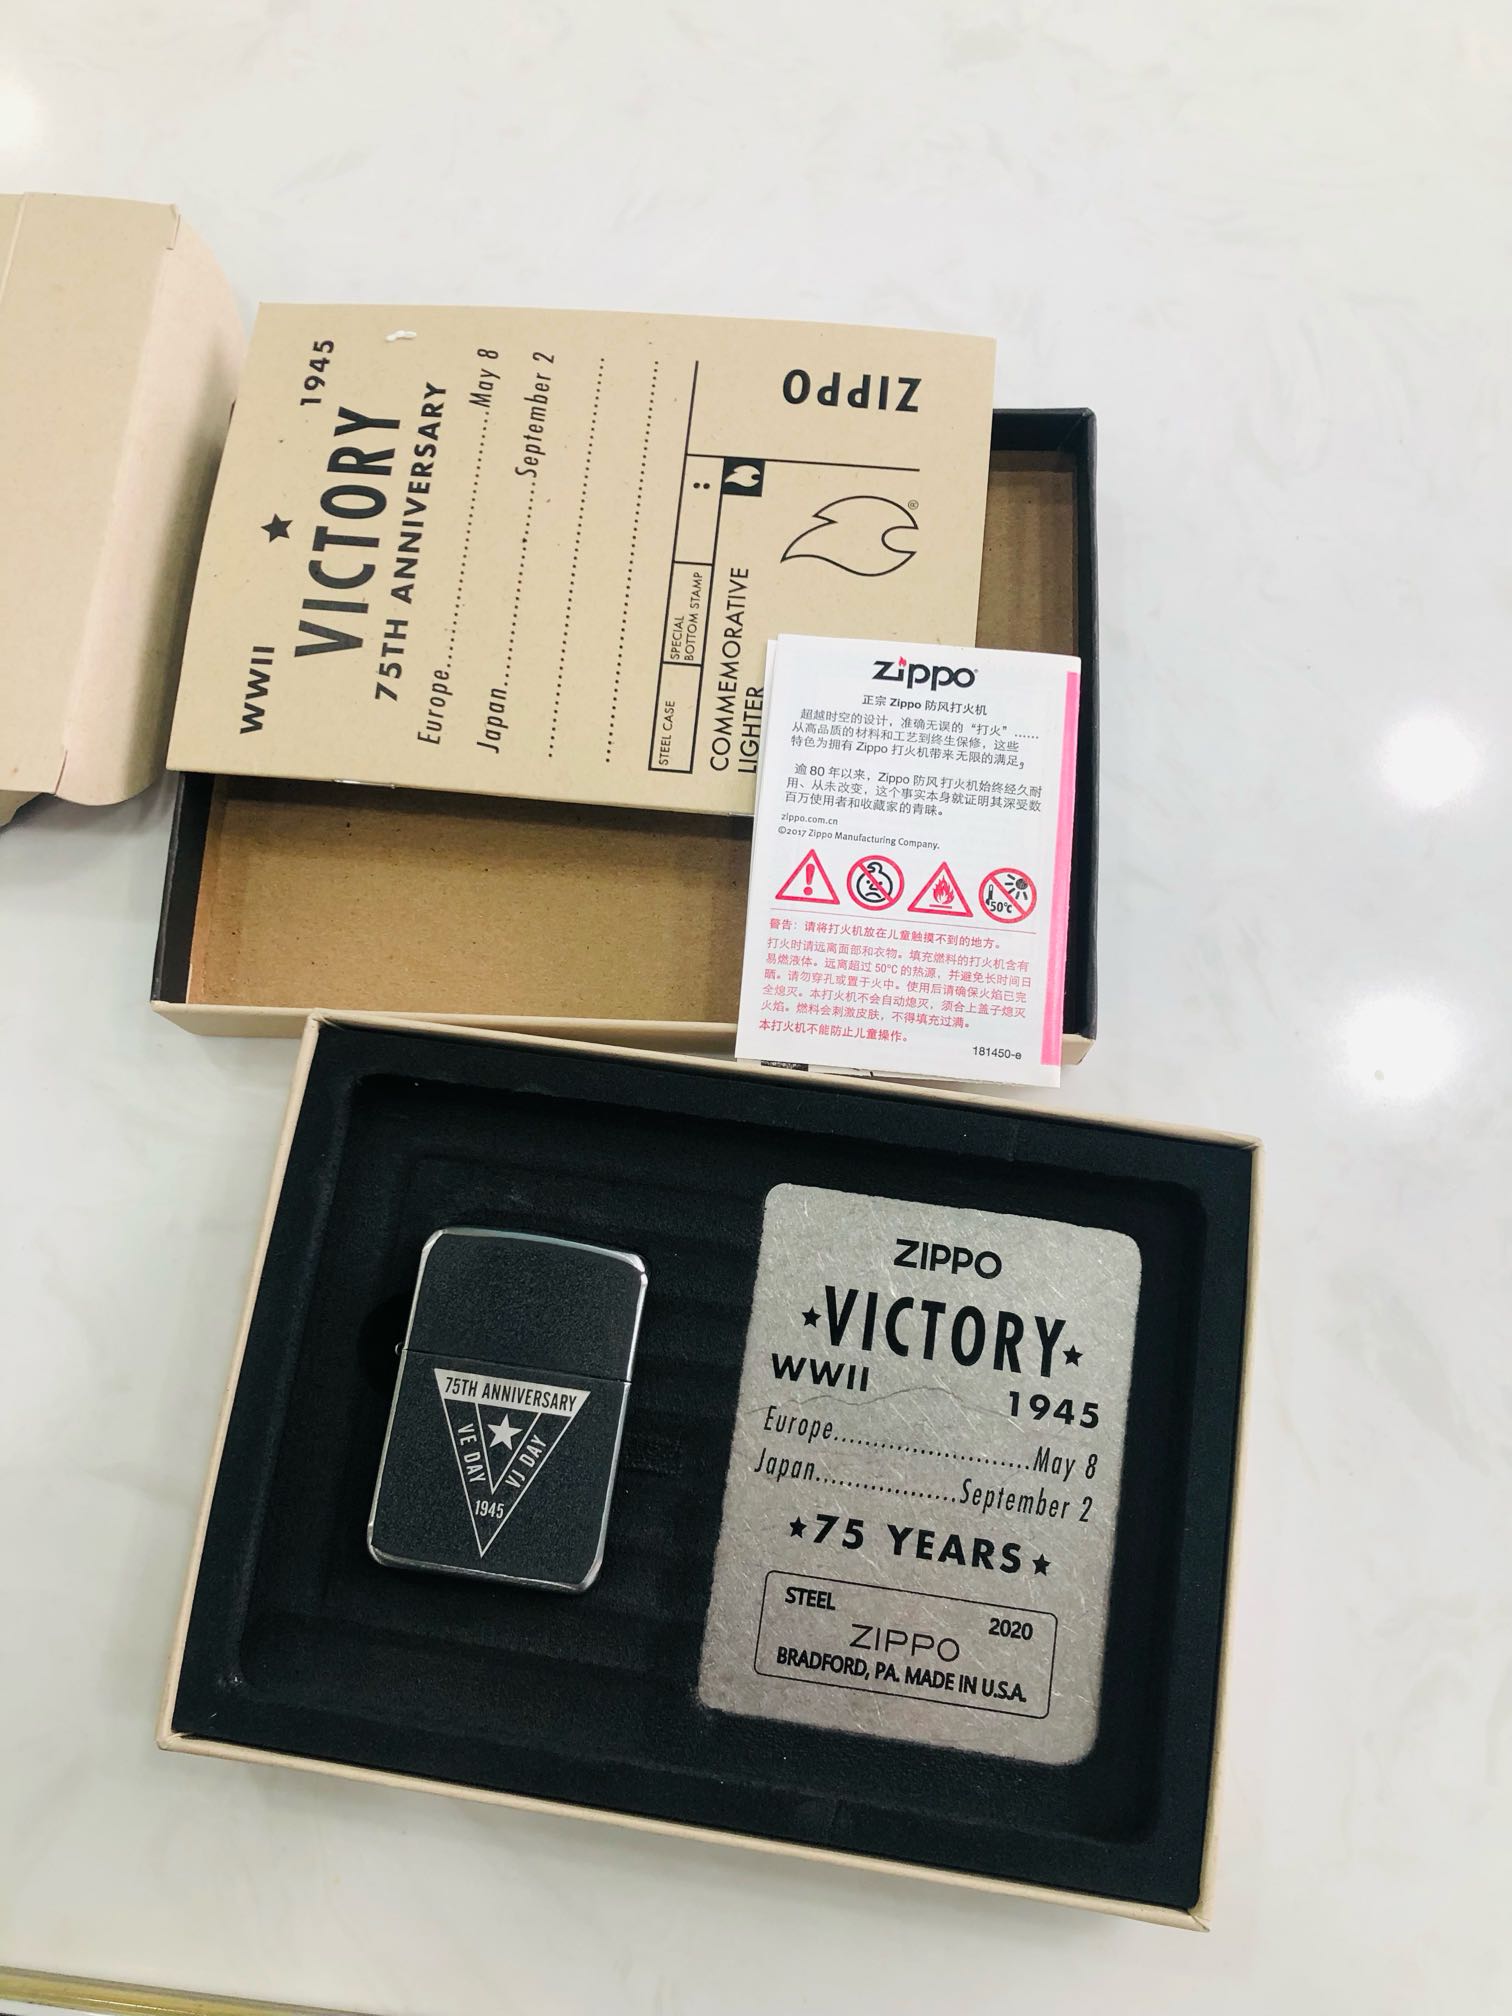 WWII ★ 1945
VICTORY
75TH ANNIVERSARY
Europe....................May 8
Japan....................September 2
STEEL CASE
SPECIAL
BOTTOM STAMP
:
COMMEMORATIVE
LIGHTER
®
ZIPPO
zippo
正宗 Zippo 防风打火机
超越时空的设计，准确无误的“打火”……
从高品质的材料和工艺到终生保修，这些
特色为拥有 Zippo 打火机带来无限的满足。
逾 80 年以来，Zippo 防风打火机始终经久耐
用、从未改变，这个事实本身就证明其深受数
百万使用者和收藏家的青睐。
zippo.com.cn
©2017 Zippo Manufacturing Company.
50℃
警告：请将打火机放在儿童触摸不到的地方。
打火时请远离面部和衣物。填充燃料的打火机含有
易燃液体。远离超过 50℃ 的热源，并避免长时间日
晒。请勿穿孔或置于火中。使用后请确保火焰已完
全熄灭。本打火机不会自动熄灭，须合上盖子熄灭
火焰。燃料会刺激皮肤，不得填充过满。
本打火机不能防止儿童操作。
181450-e
75TH ANNIVERSARY
VE DAY
VJ DAY
1945
ZIPPO
★VICTORY★
WWII
1945
Europe............................May 8
Japan....................September 2
★75 YEARS★
STEEL
2020
ZIPPO
BRADFORD, PA. MADE IN U.S.A.